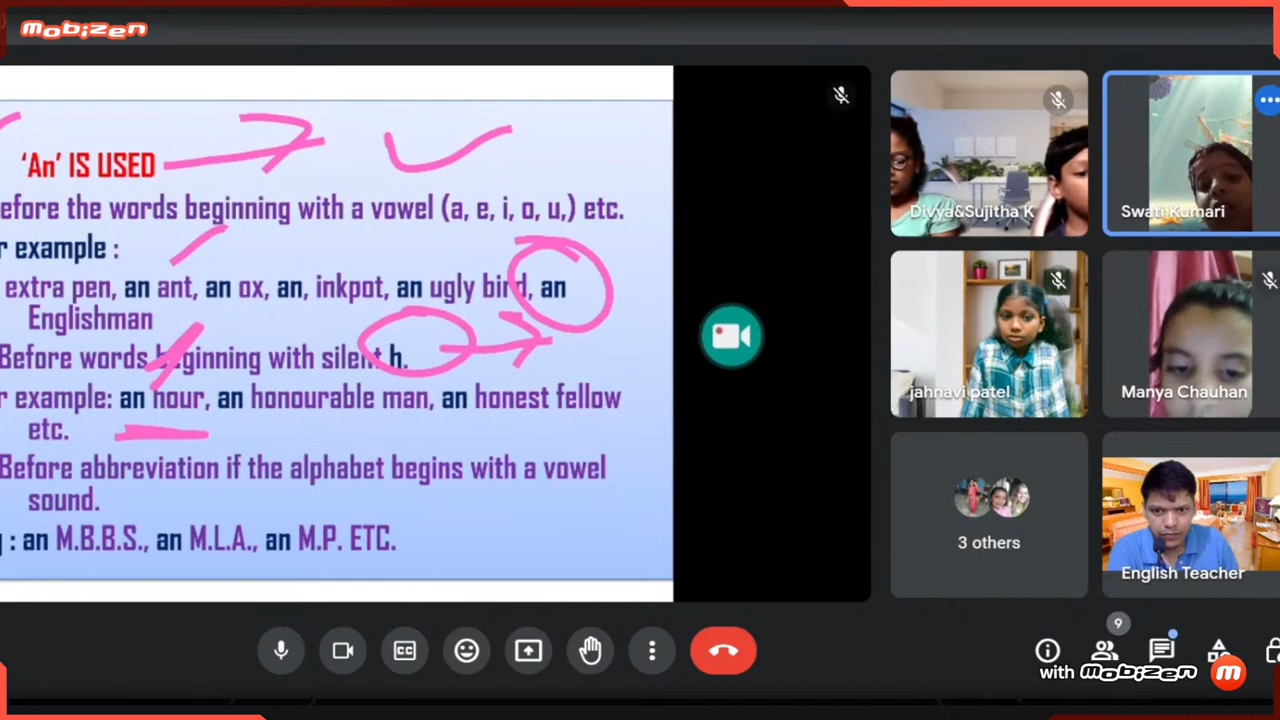 mobizen
'An' IS USED
efore the words beginning with a vowel (a, e, i, o, u,) etc.
r example :
extra pen, an ant, an ox, an, inkpot, an ugly bird, an
Englishman
Before words beginning with silent h.
r example: an hour, an honourable man, an honest fellow
etc.
Before abbreviation if the alphabet begins with a vowel
sound.
: an M.B.B.S., an M.L.A., an M.P. ETC.
Divya&Sujitha K
Swati Kumari
jahnavi patel
Manya Chauhan
3 others
English Teacher
CC
9
with mobizen m